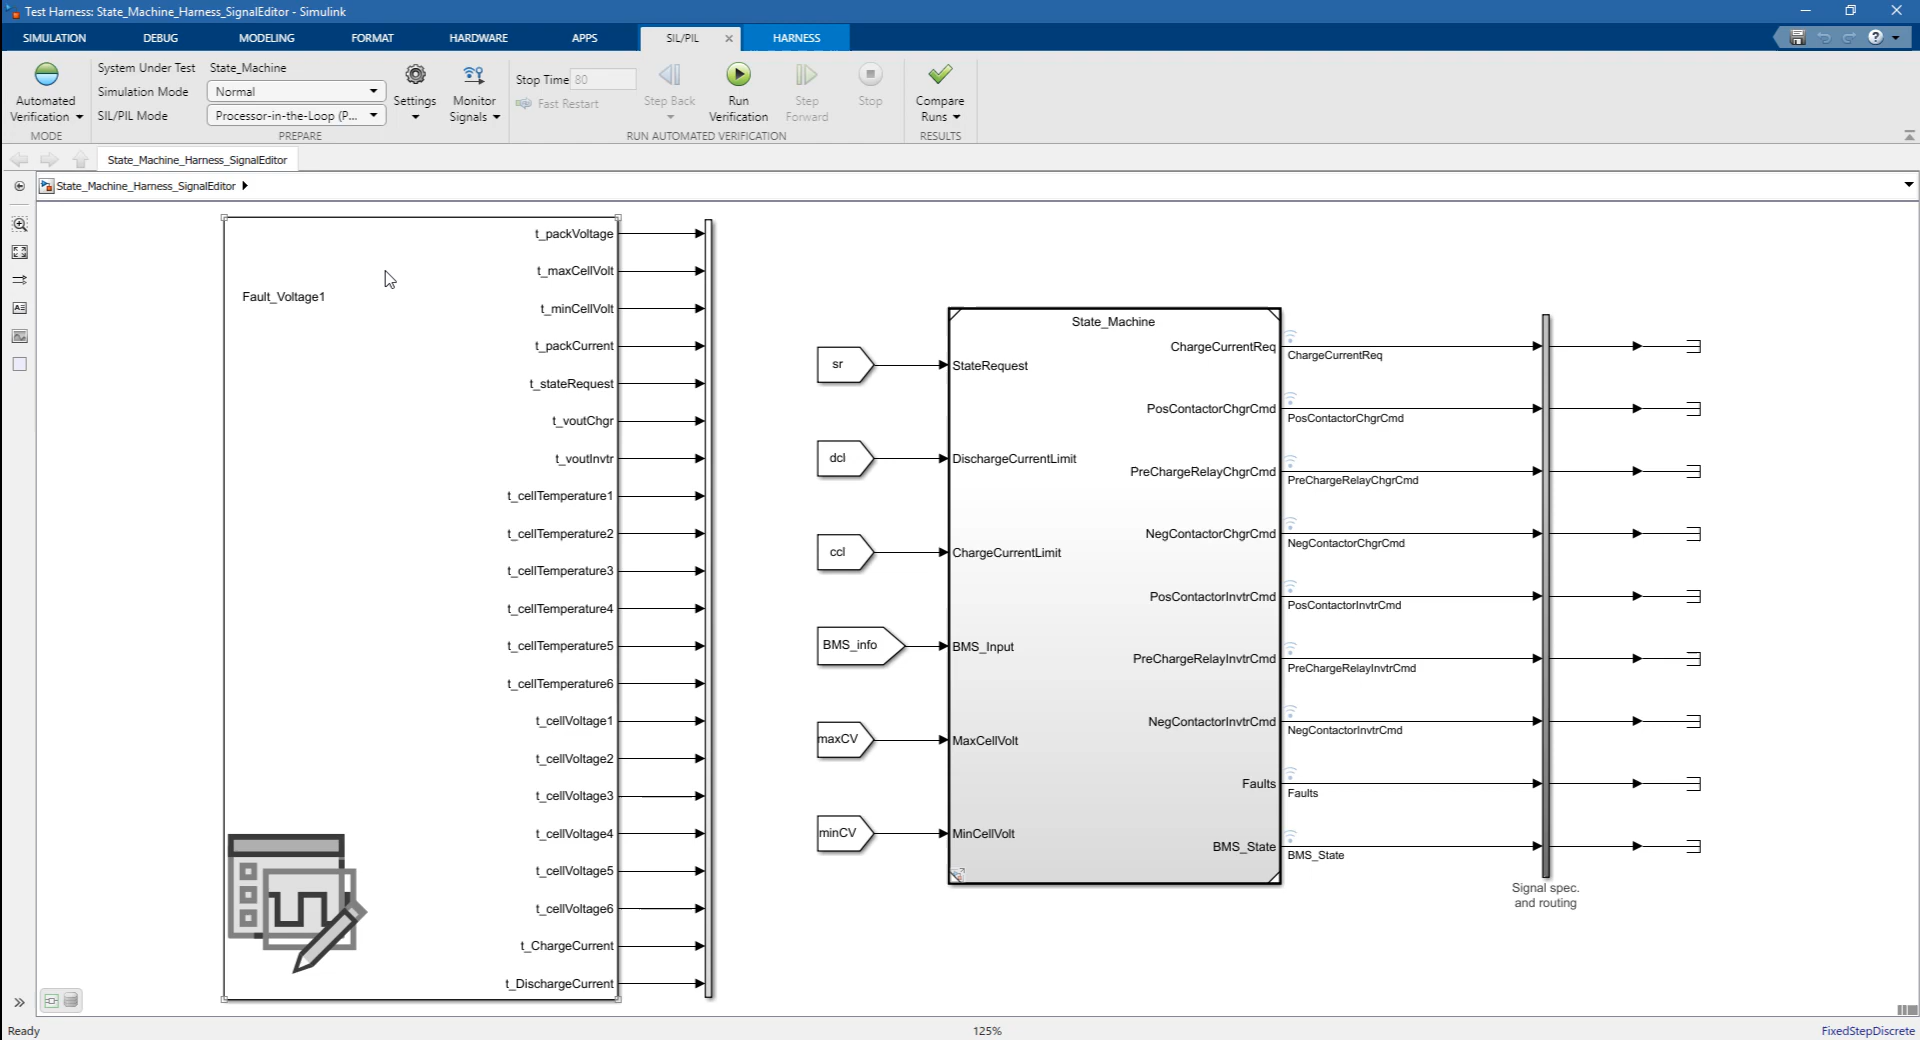 Test Harness: State_Machine_Harness_SignalEditor - Simulink
SIMULATION DEBUG MODELING FORMAT HARDWARE APPS SIL/PIL HARNESS
System Under Test State_Machine
Simulation Mode Normal
SIL/PIL Mode Processor-in-the-Loop (P...
Automated
Verification
MODE
Settings
Monitor
Signals
PREPARE
Stop Time 80
Fast Restart
Step Back
Run
Verification
Step
Forward
Stop
RUN AUTOMATED VERIFICATION
Compare
Runs
RESULTS
State_Machine_Harness_SignalEditor
State_Machine_Harness_SignalEditor
Fault_Voltage1
t_packVoltage
t_maxCellVolt
t_minCellVolt
t_packCurrent
t_stateRequest
t_voutChgr
t_voutInvtr
t_cellTemperature1
t_cellTemperature2
t_cellTemperature3
t_cellTemperature4
t_cellTemperature5
t_cellTemperature6
t_cellVoltage1
t_cellVoltage2
t_cellVoltage3
t_cellVoltage4
t_cellVoltage5
t_cellVoltage6
t_ChargeCurrent
t_DischargeCurrent
sr
dcl
ccl
BMS_info
maxCV
minCV
State_Machine
StateRequest
DischargeCurrentLimit
ChargeCurrentLimit
BMS_Input
MaxCellVolt
MinCellVolt
ChargeCurrentReq
PosContactorChgrCmd
PreChargeRelayChgrCmd
NegContactorChgrCmd
PosContactorInvtrCmd
PreChargeRelayInvtrCmd
NegContactorInvtrCmd
Faults
BMS_State
ChargeCurrentReq
PosContactorChgrCmd
PreChargeRelayChgrCmd
NegContactorChgrCmd
PosContactorInvtrCmd
PreChargeRelayInvtrCmd
NegContactorInvtrCmd
Faults
BMS_State
Signal spec.
and routing
Ready
125%
FixedStepDiscrete